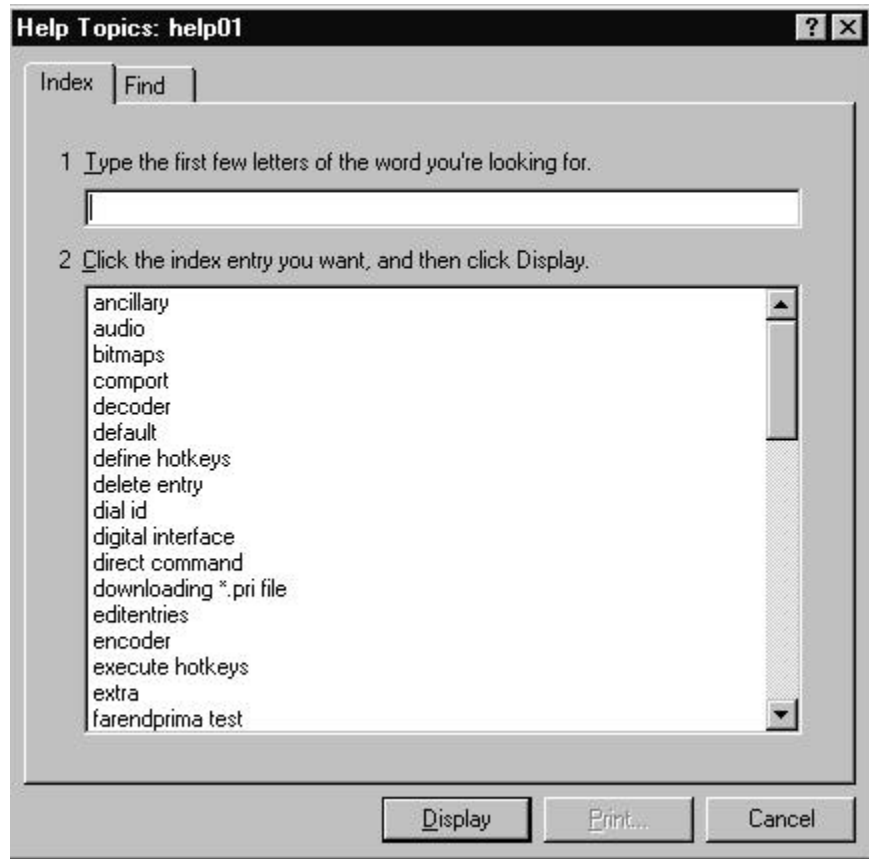 Help Topics: help01
Index
Find
1 Type the first few letters of the word you're looking for.
2 Click the index entry you want, and then click Display.
ancillary
audio
bitmaps
comport
decoder
default
define hotkeys
delete entry
dial id
digital interface
direct command
downloading *.pri file
editentries
encoder
execute hotkeys
extra
farendprima test
Display
Print...
Cancel